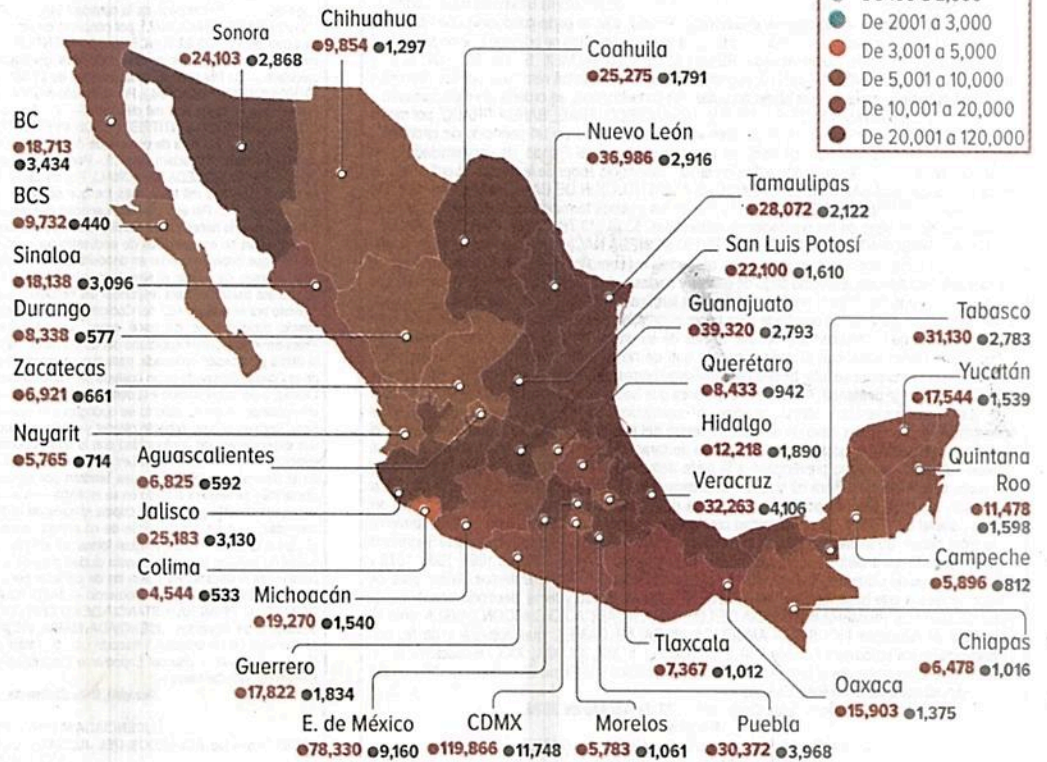 De 2001 a 3,000
De 3,001 a 5,000
De 5,001 a 10,000
De 10,001 a 20,000
De 20,001 a 120,000
Chihuahua
9,854 1,297
Sonora
24,103 2,868
Coahuila
25,275 1,791
BC
18,713
3,434
Nuevo León
36,986 2,916
BCS
9,732 440
Tamaulipas
28,072 2,122
Sinaloa
18,138 3,096
San Luis Potosí
22,100 1,610
Durango
8,338 577
Guanajuato
39,320 2,793
Tabasco
31,130 2,783
Zacatecas
6,921 661
Querétaro
8,433 942
Yucatán
17,544 1,539
Nayarit
5,765 714
Hidalgo
12,218 1,890
Aguascalientes
6,825 592
Quintana
Roo
11,478
1,598
Veracruz
32,263 4,106
Jalisco
25,183 3,130
Colima
4,544 533
Campeche
5,896 812
Michoacán
19,270 1,540
Chiapas
6,478 1,016
Guerrero
17,822 1,834
Tlaxcala
7,367 1,012
Oaxaca
15,903 1,375
E. de México
78,330 9,160
CDMX
119,866 11,748
Morelos
5,783 1,061
Puebla
30,372 3,968